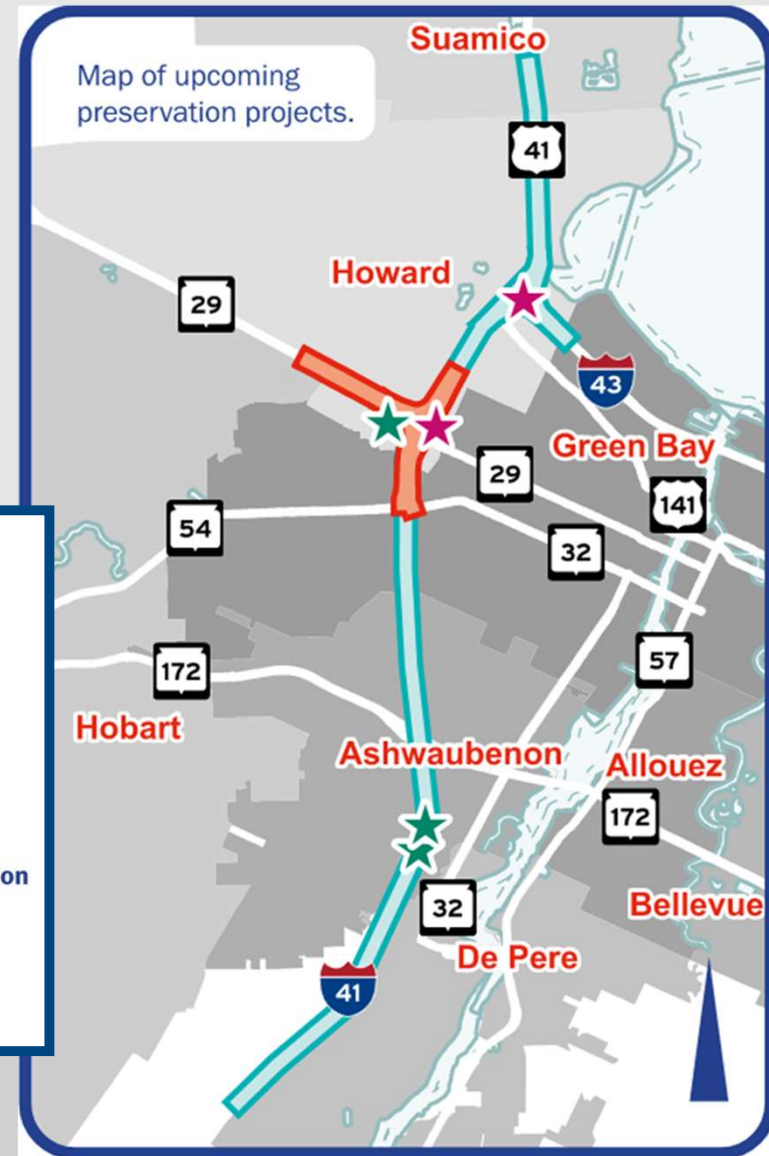 Map of upcoming
preservation projects.
Suamico
41
Howard
29
43
Green Bay
29
141
54
32
172
57
Hobart
Ashwaubenon
Allouez
172
on
32
Bellevue
De Pere
41